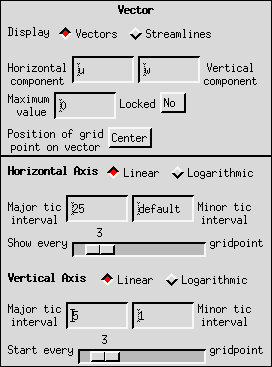 Vector
Display Vectors Streamlines
Horizontal component u w Vertical component
Maximum value 0 Locked No
Position of grid point on vector Center
Horizontal Axis Linear Logarithmic
Major tic interval 25 default Minor tic interval
3
Show every gridpoint
Vertical Axis Linear Logarithmic
Major tic interval 5 1 Minor tic interval
3
Start every gridpoint